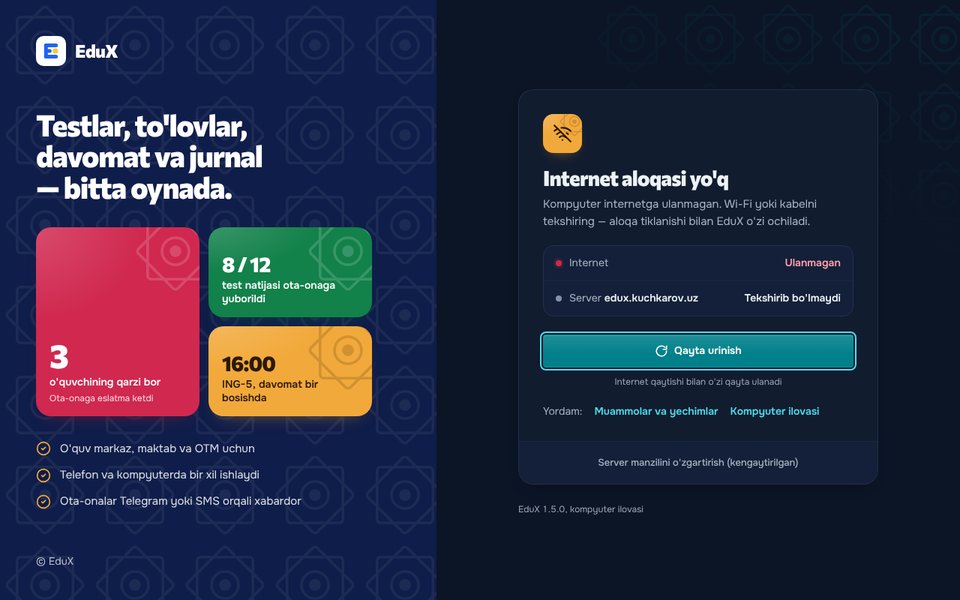 EduX
Testlar, to'lovlar,
davomat va jurnal
— bitta oynada.
3
o'quvchining qarzi bor
Ota-onaga eslatma ketdi
8 / 12
test natijasi ota-onaga
yuborildi
16:00
ING-5, davomat bir
bosishda
O'quv markaz, maktab va OTM uchun
Telefon va kompyuterda bir xil ishlaydi
Ota-onalar Telegram yoki SMS orqali xabardor
© EduX
Internet aloqasi yo'q
Kompyuter internetga ulanmagan. Wi-Fi yoki kabelni
tekshiring — aloqa tiklanishi bilan EduX o'zi ochiladi.
Internet Ulanmagan
Server edux.kuchkarov.uz Tekshirib bo'lmaydi
Qayta urinish
Internet qaytishi bilan o'zi qayta ulanadi
Yordam: Muammolar va yechimlar Kompyuter ilovasi
Server manzilini o'zgartirish (kengaytirilgan)
EduX 1.5.0, kompyuter ilovasi